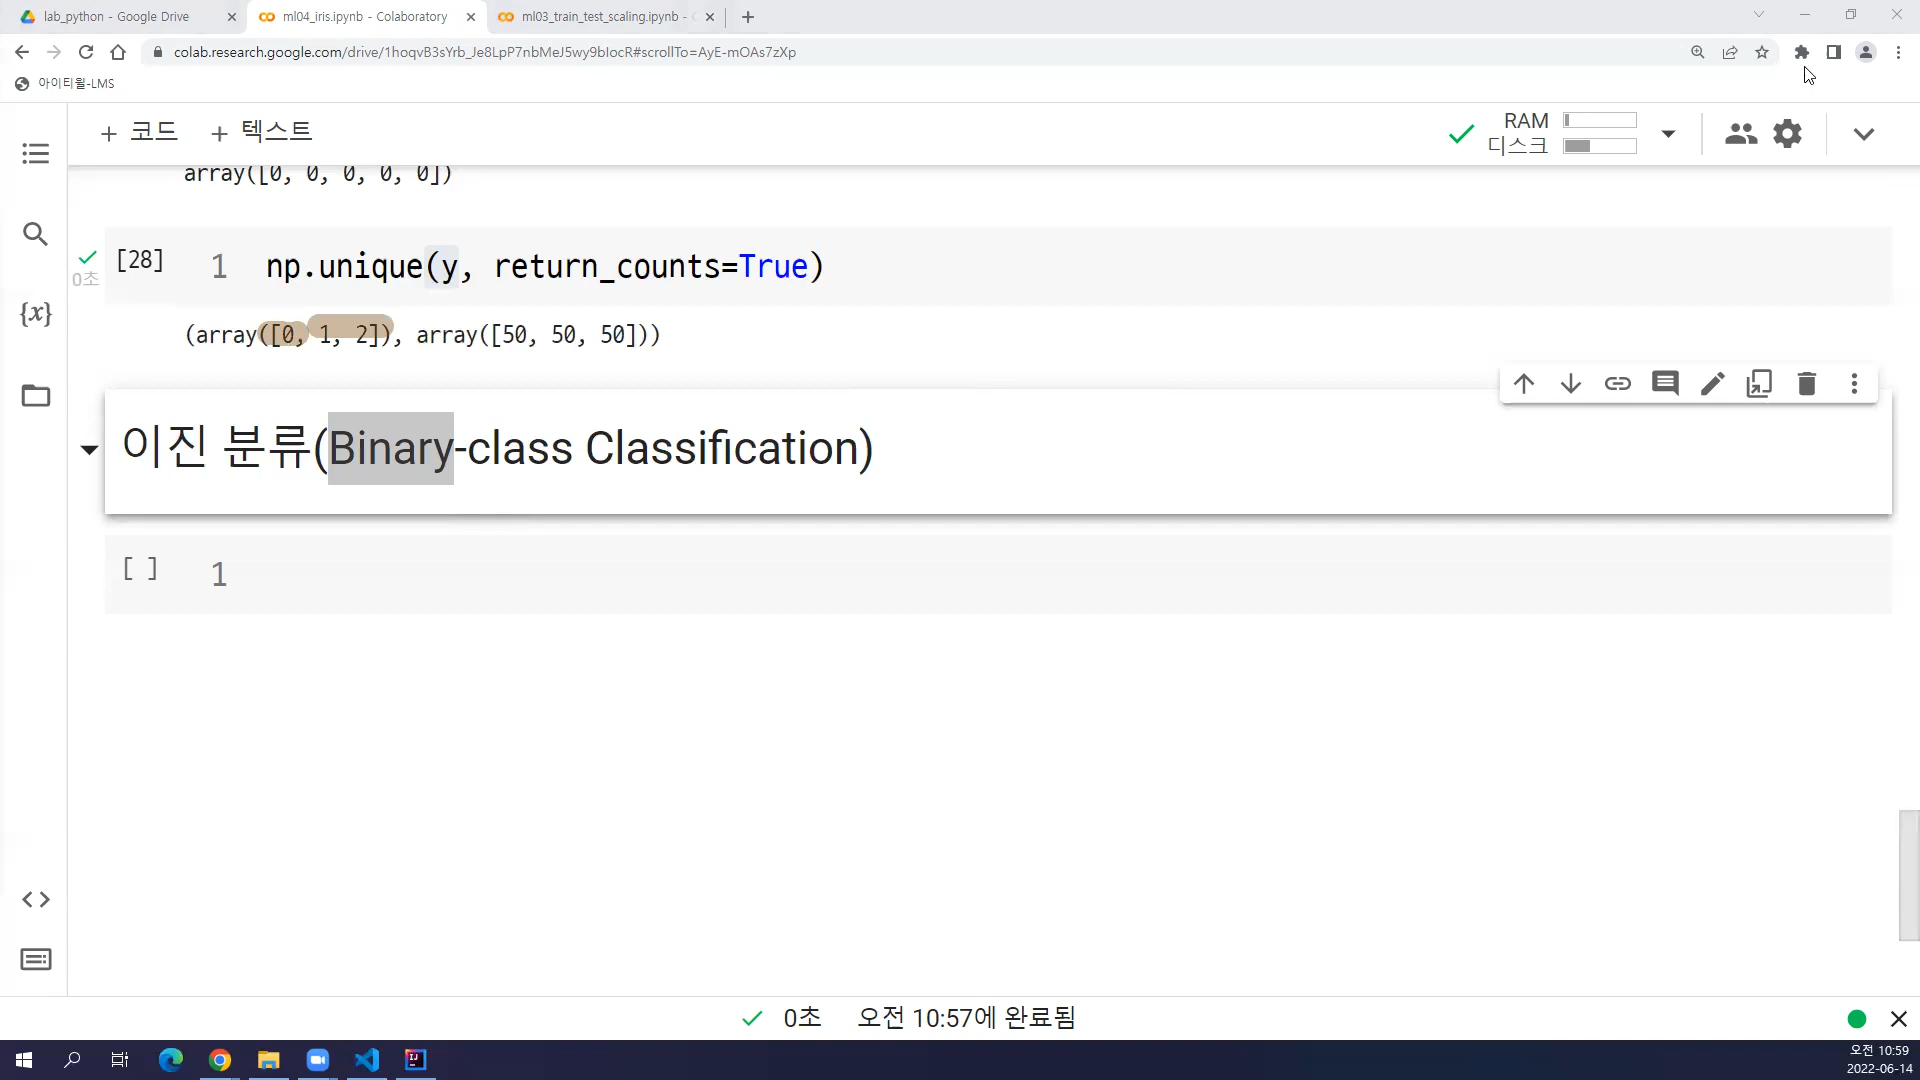 lab_python - Google Drive
ml04_iris.ipynb - Colaboratory
ml03_train_test_scaling.ipynb -
colab.research.google.com/drive/1hoqvB3sYrb_Je8LpP7nbMeJ5wy9bIocR#scrollTo=AyE-mOAs7zXp
아이티윌-LMS
+ 코드 + 텍스트
RAM
디스크
array([0, 0, 0, 0, 0])
0초
[28] 1 np.unique(y, return_counts=True)
(array([0, 1, 2]), array([50, 50, 50]))
{x}
이진 분류(Binary-class Classification)
[ ] 1
0초 오전 10:57에 완료됨
오전 10:59
2022-06-14